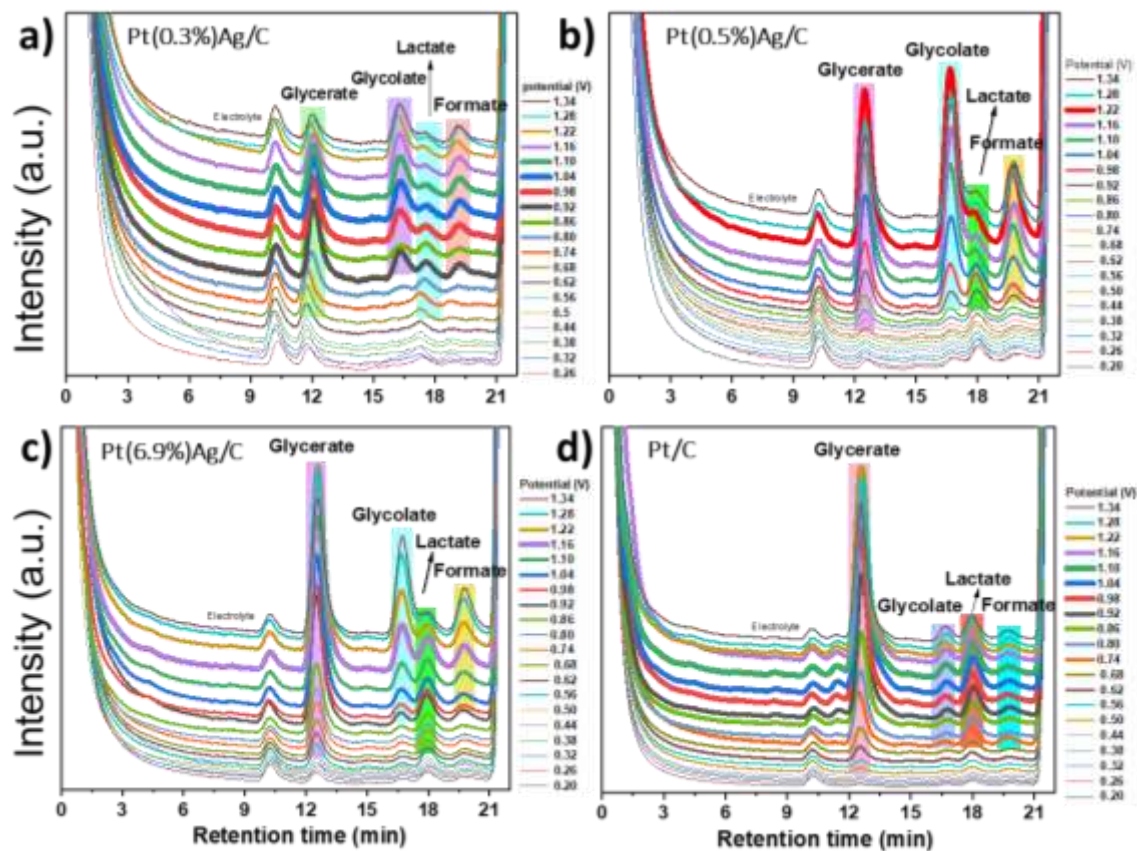 a)
Pt(0.3%)Ag/C
Lactate
Glycolate
Glycerate
Formate
Electrolyte
potential (V)
1.34
1.28
1.22
1.16
1.10
1.04
0.98
0.92
0.86
0.80
0.74
0.68
0.62
0.56
0.5
0.44
0.38
0.32
0.26
0 3 6 9 12 15 18 21
b)
Pt(0.5%)Ag/C
Glycolate
Glycerate
Lactate
Formate
Electrolyte
Potential (V)
1.34
1.28
1.22
1.16
1.10
1.04
0.98
0.92
0.86
0.80
0.74
0.68
0.62
0.56
0.50
0.44
0.38
0.32
0.26
0.20
0 3 6 9 12 15 18 21
Intensity (a.u.)
c)
Pt(6.9%)Ag/C
Glycerate
Glycolate
Lactate
Formate
Electrolyte
Potential (V)
1.34
1.28
1.22
1.16
1.10
1.04
0.98
0.92
0.86
0.80
0.74
0.68
0.62
0.56
0.50
0.44
0.38
0.32
0.26
0.20
0 3 6 9 12 15 18 21
Retention time (min)
Intensity (a.u.)
d)
Pt/C
Glycerate
Lactate
Glycolate
Formate
Electrolyte
Potential (V)
1.34
1.28
1.22
1.16
1.10
1.04
0.98
0.92
0.86
0.80
0.74
0.68
0.62
0.56
0.50
0.44
0.38
0.32
0.26
0.20
0 3 6 9 12 15 18 21
Retention time (min)